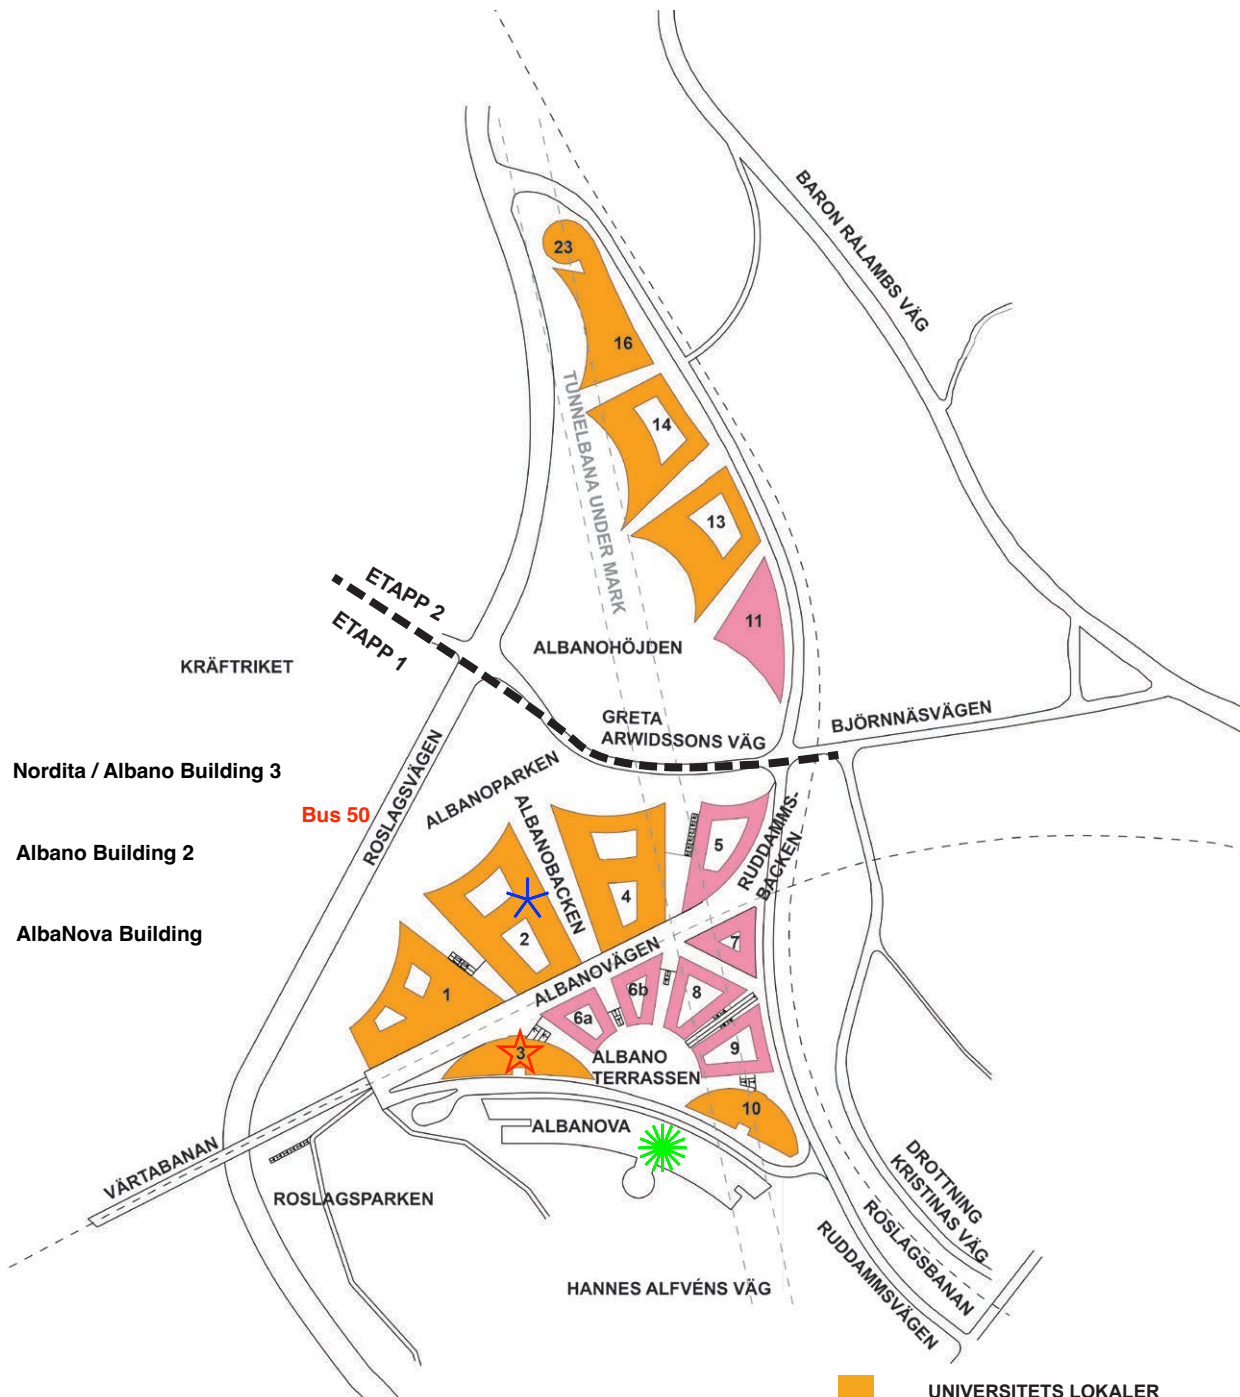 BARON RÅLAMBS VÄG
23
16
TUNNELBANA UNDER MARK
14
13
11
ETAPP 2
ETAPP 1
ALBANOHÖJDEN
KRÄFTRIKET
GRETA
ARWIDSSONS VÄG
BJÖRNNÄSVÄGEN
Nordita / Albano Building 3
Bus 50
ROSLAGSVÄGEN
ALBANOPARKEN
ALBANOBACKEN
RUDDAMMS-
BACKEN
Albano Building 2
5
4
AlbaNova Building
2
1
ALBANOVÄGEN
7
6a
6b
8
9
3
ALBANO
TERRASSEN
10
ALBANOVA
VÄRTABANAN
ROSLAGSPARKEN
DROTTNING
KRISTINAS VÄG
ROSLAGSBANAN
RUDDAMMSVÄGEN
HANNES ALFVÉNS VÄG
UNIVERSITETS LOKALER